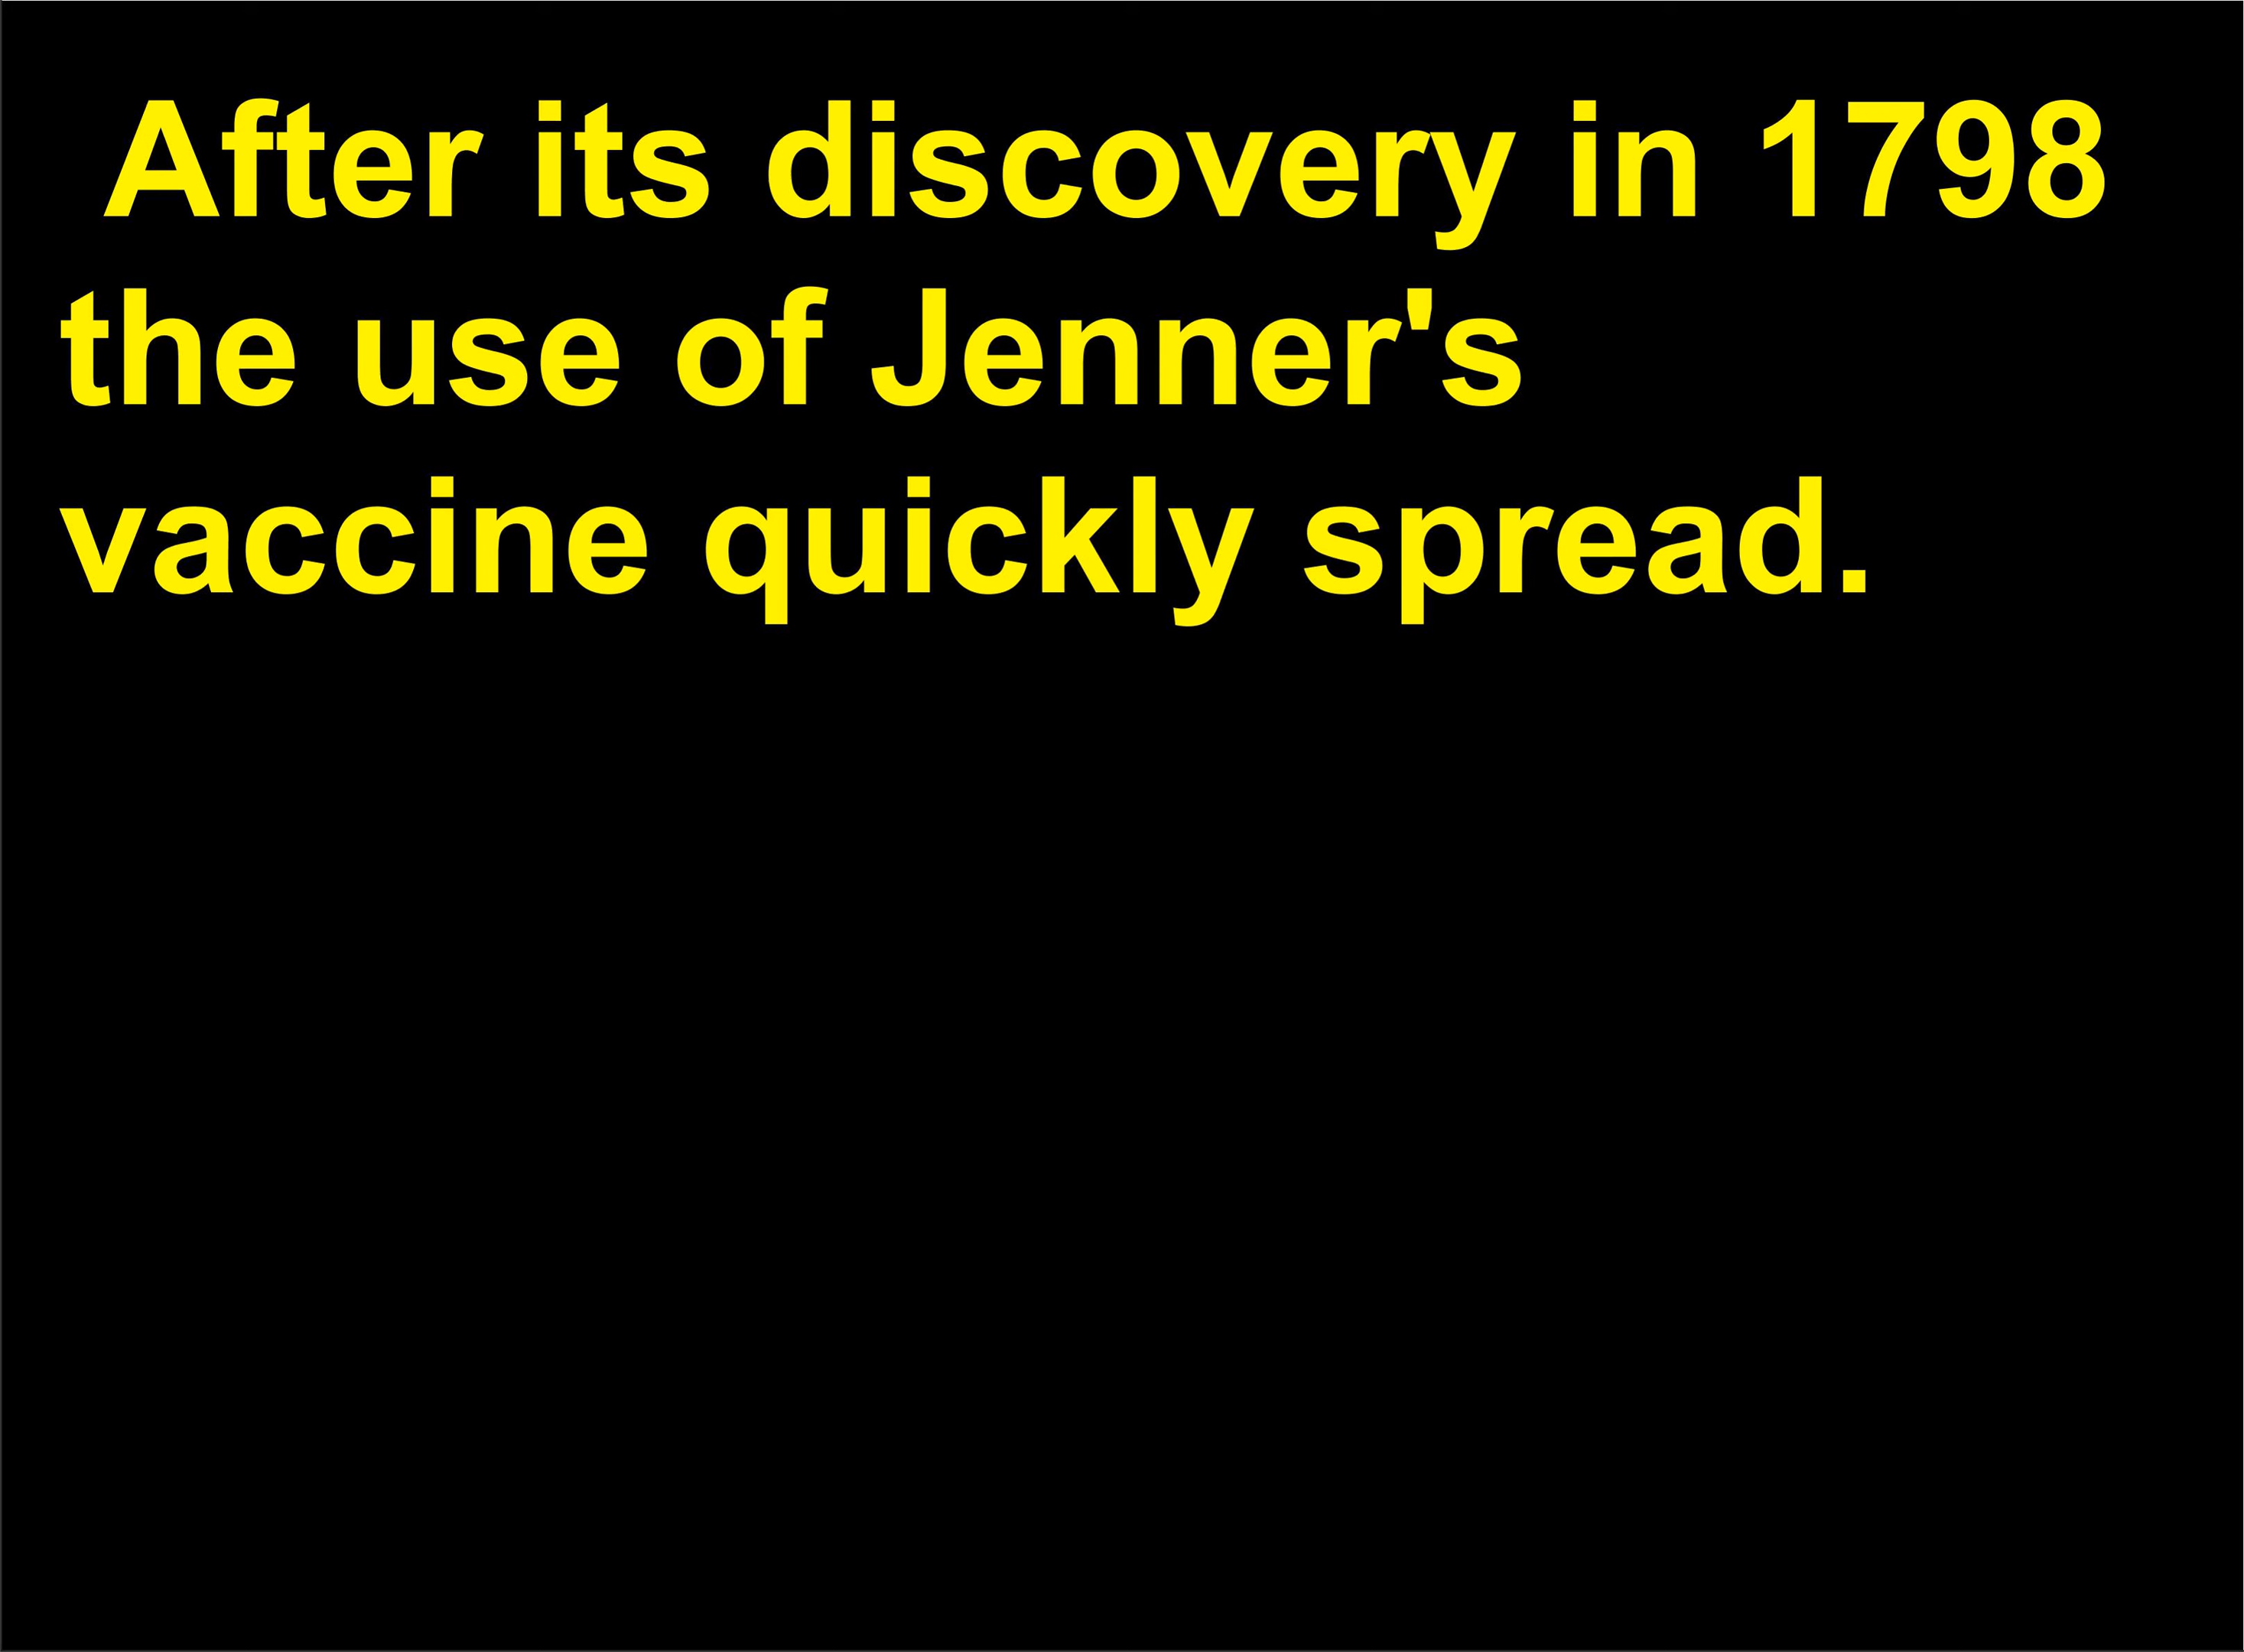 After its discovery in 1798
the use of Jenner's
vaccine quickly spread.